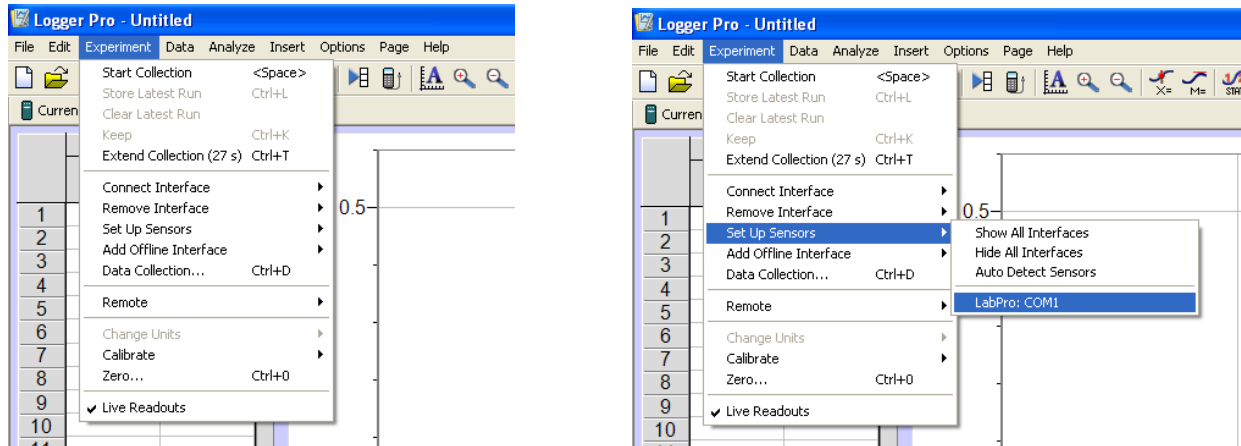 Logger Pro - Untitled
File Edit Experiment Data Analyze Insert Options Page Help
Start Collection <Space>
Store Latest Run Ctrl+L
Clear Latest Run
Keep Ctrl+K
Extend Collection (27 s) Ctrl+T
Connect Interface
Remove Interface
Set Up Sensors
Add Offline Interface
Data Collection... Ctrl+D
Remote
Change Units
Calibrate
Zero... Ctrl+0
Live Readouts
Curren
0.5
1
2
3
4
5
6
7
8
9
10
11
Logger Pro - Untitled
File Edit Experiment Data Analyze Insert Options Page Help
X= M= STAT
Start Collection <Space>
Store Latest Run Ctrl+L
Clear Latest Run
Keep Ctrl+K
Extend Collection (27 s) Ctrl+T
Connect Interface
Remove Interface
Set Up Sensors
Add Offline Interface
Data Collection... Ctrl+D
Remote
Change Units
Calibrate
Zero... Ctrl+0
Live Readouts
Show All Interfaces
Hide All Interfaces
Auto Detect Sensors
LabPro: COM1
Curren
0.5
1
2
3
4
5
6
7
8
9
10